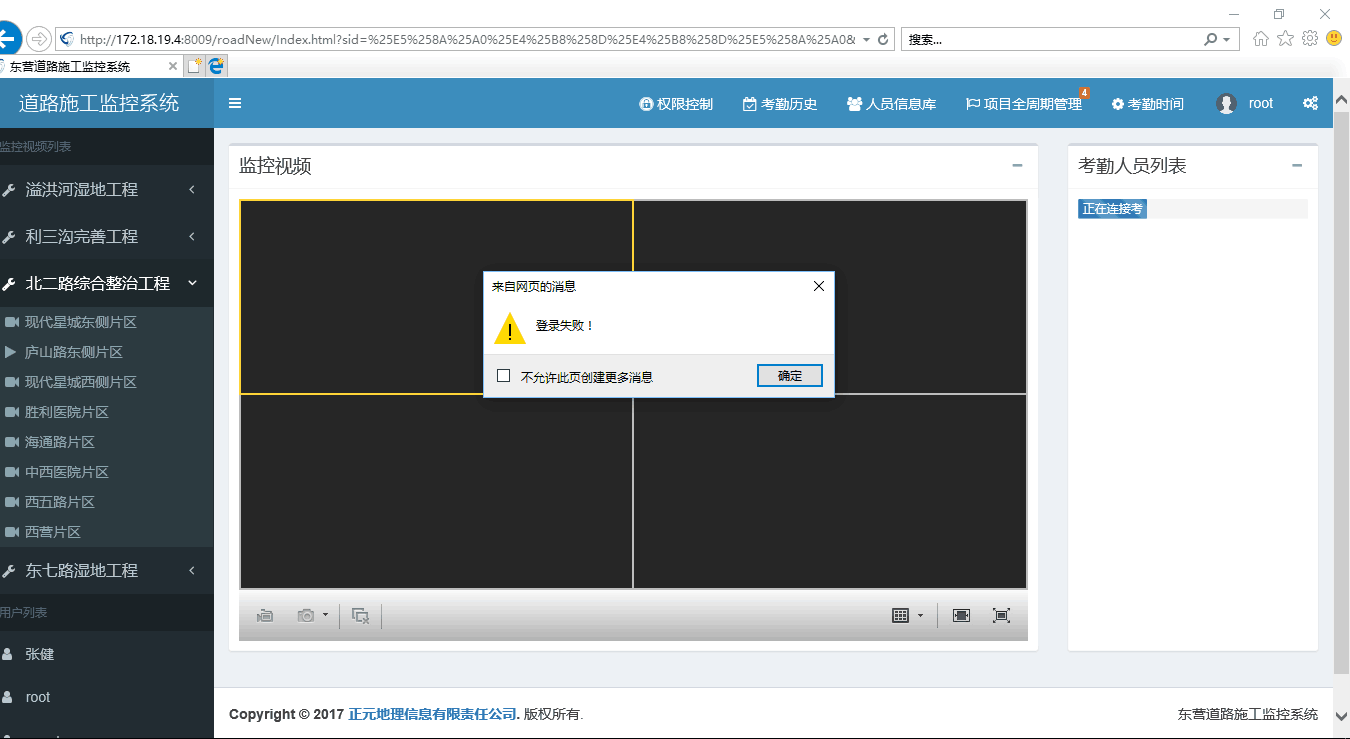 http://172.18.19.4:8009/roadNew/Index.html?sid=%25E5%258A%25A0%25E4%25B8%258D%25E4%25B8%258D%25E5%258A%25A0&
搜索...
东营道路施工监控系统
道路施工监控系统
权限控制
考勤历史
人员信息库
项目全周期管理
4
考勤时间
root
监控视频列表
溢洪河湿地工程
利三沟完善工程
北二路综合整治工程
现代星城东侧片区
庐山路东侧片区
现代星城西侧片区
胜利医院片区
海通路片区
中西医院片区
西五路片区
西营片区
东七路湿地工程
用户列表
张健
root
监控视频
考勤人员列表
正在连接考
来自网页的消息
登录失败！
不允许此页创建更多消息
确定
Copyright © 2017 正元地理信息有限责任公司. 版权所有.
东营道路施工监控系统